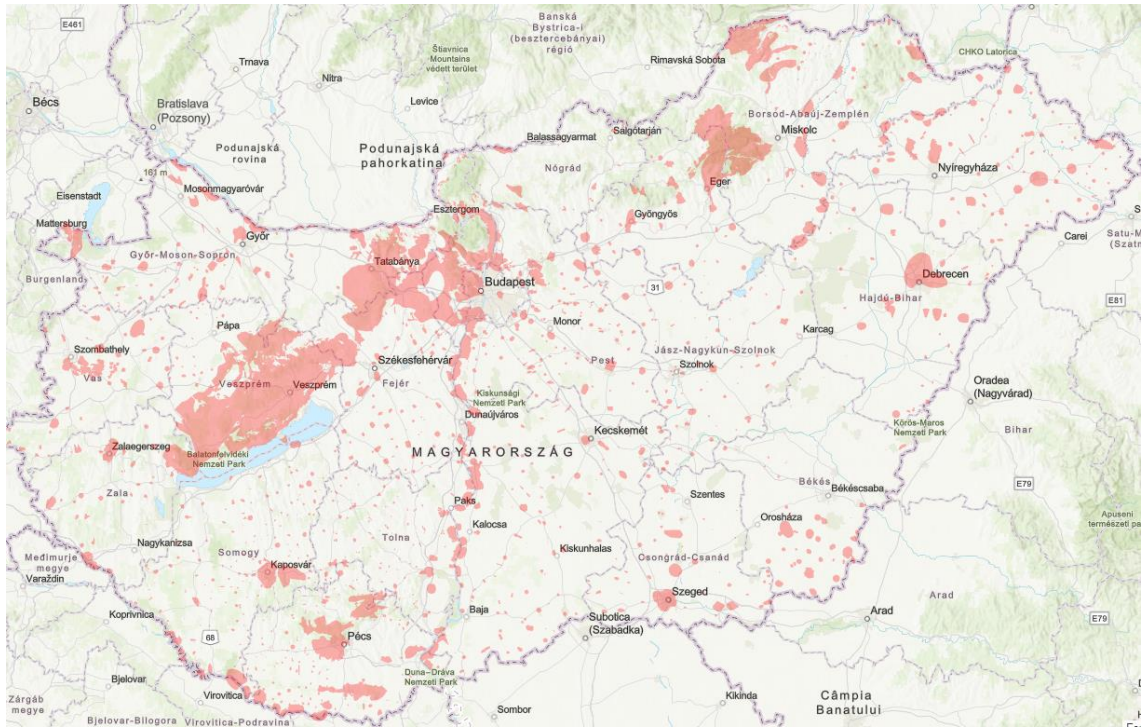 E461
Banská
Bystrica-i
(besztercebányai)
régió
Štiavnica
Mountains
védett terület
CHKO Latorica
Trnava
Nitra
Rimavská Sobota
Bécs
Bratislava
(Pozsony)
Levice
Borsod-Abaúj-Zemplén
Balassagyarmat
Salgótarján
Miskolc
Podunajská
rovina
Podunajská
pahorkatina
Nógrád
161 m
Nyíregyháza
Eger
Mosonmagyaróvár
Eisenstadt
Esztergom
Mattersburg
Gyöngyös
Satu-M
(Szatn
Carei
Győr
Győr-Moson-Sopron
Tatabánya
Burgenland
Budapest
31
Debrecen
Hajdú-Bihar
E81
Monor
Karcag
Pápa
Szombathely
Vas
Székesfehérvár
Pest
Jász-Nagykun-Szolnok
Szolnok
Veszprém
Veszprém
Fejér
Kiskunsági
Nemzeti Park
Oradea
(Nagyvárad)
Dunaújváros
Körös-Maros
Nemzeti Park
Bihar
Kecskemét
Zalaegerszeg
Balatonfelvidéki
Nemzeti Park
MAGYARORSZÁG
E79
Békés
Békéscsaba
Zala
Paks
Szentes
Apuseni
természeti pa
Orosháza
Kalocsa
Tolna
Nagykanizsa
Somogy
Kiskunhalas
Csongrád-Csanád
Međimurje
megye
Varaždin
Kaposvár
Szeged
Koprivnica
Baja
Arad
Arad
E79
68
Pécs
Subotica
(Szabadka)
Duna–Dráva
Nemzeti Park
Bjelovar
Virovitica
Zágráb
megye
Kikinda
Câmpia
Banatului
Sombor
Bjelovar-Bilogora
Virovitica-Podravina